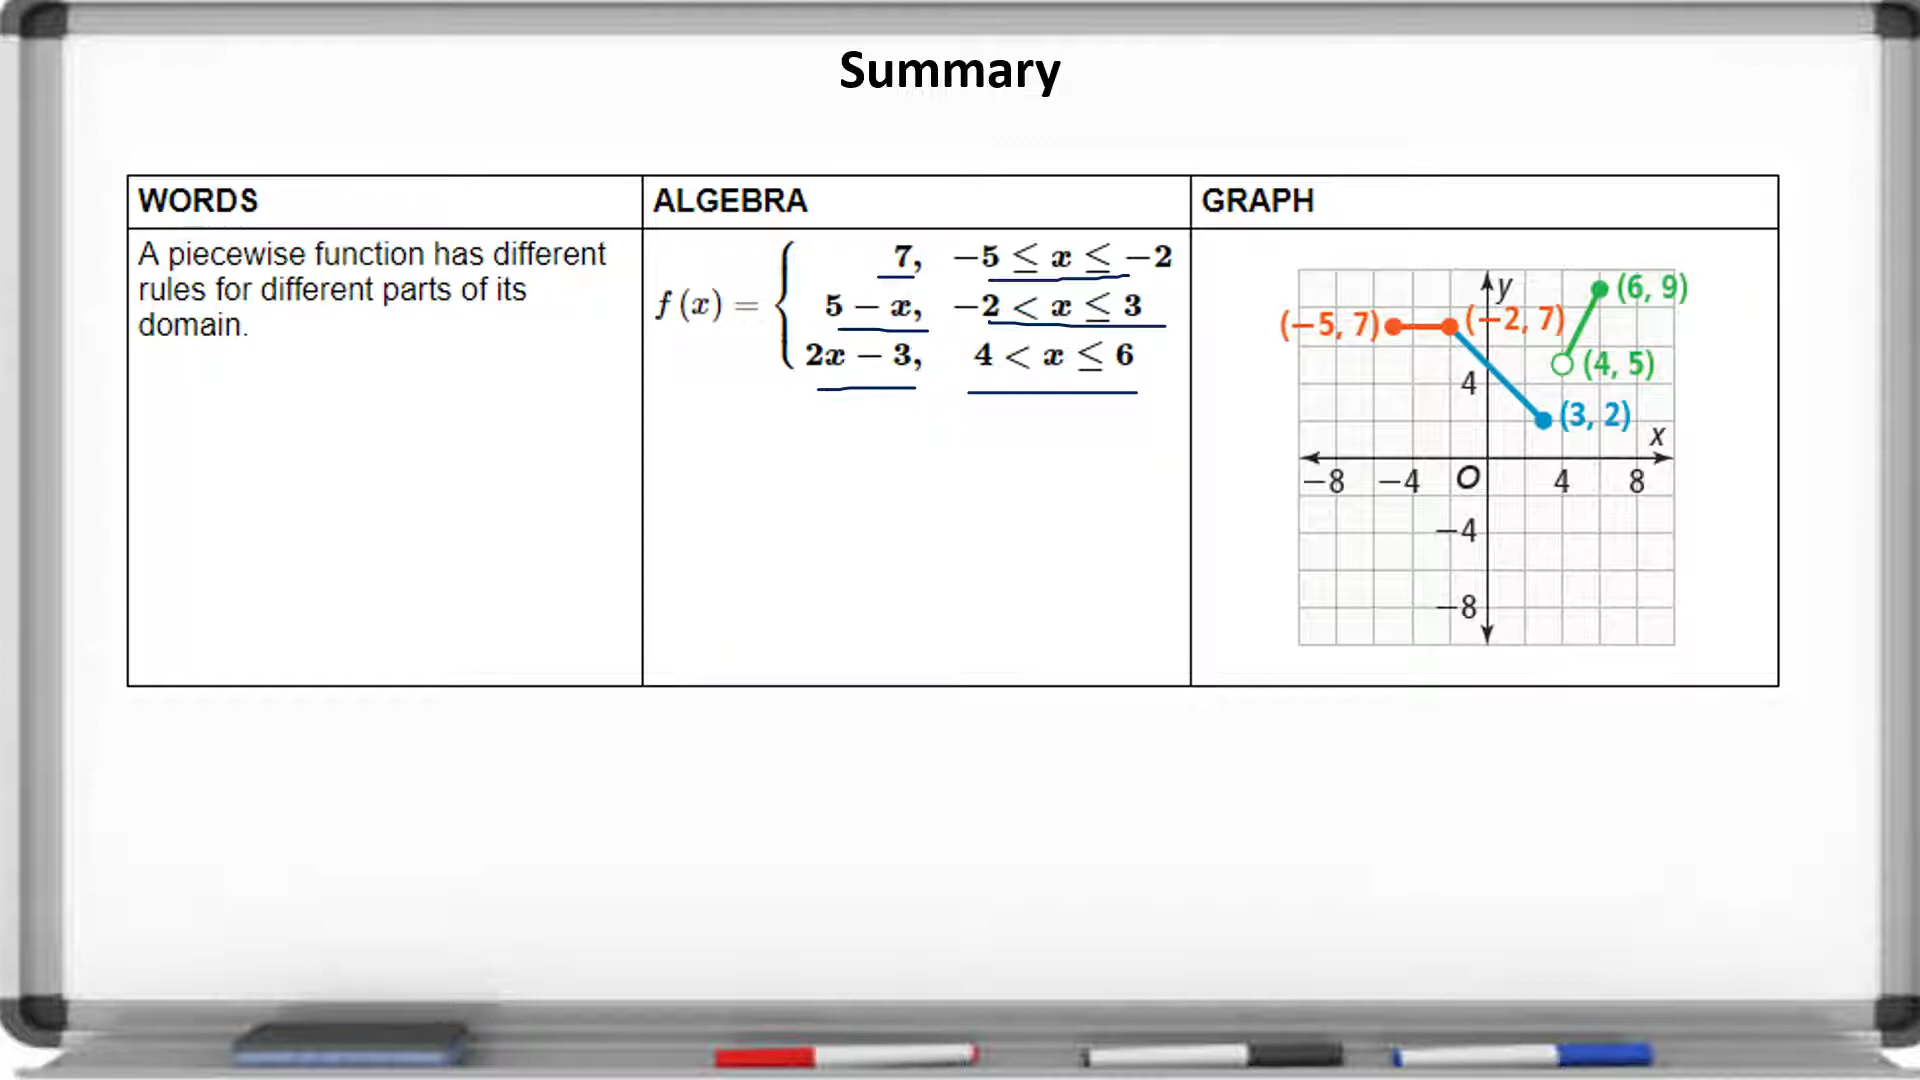 Summary
WORDS
ALGEBRA
GRAPH
A piecewise function has different
rules for different parts of its
domain.
f (x) =
7, −5 ≤ x ≤ −2
5 − x, −2 < x ≤ 3
2x − 3, 4 < x ≤ 6
y
(6, 9)
(−5, 7)
(−2, 7)
(4, 5)
4
(3, 2)
x
−8 −4 O 4 8
−4
−8